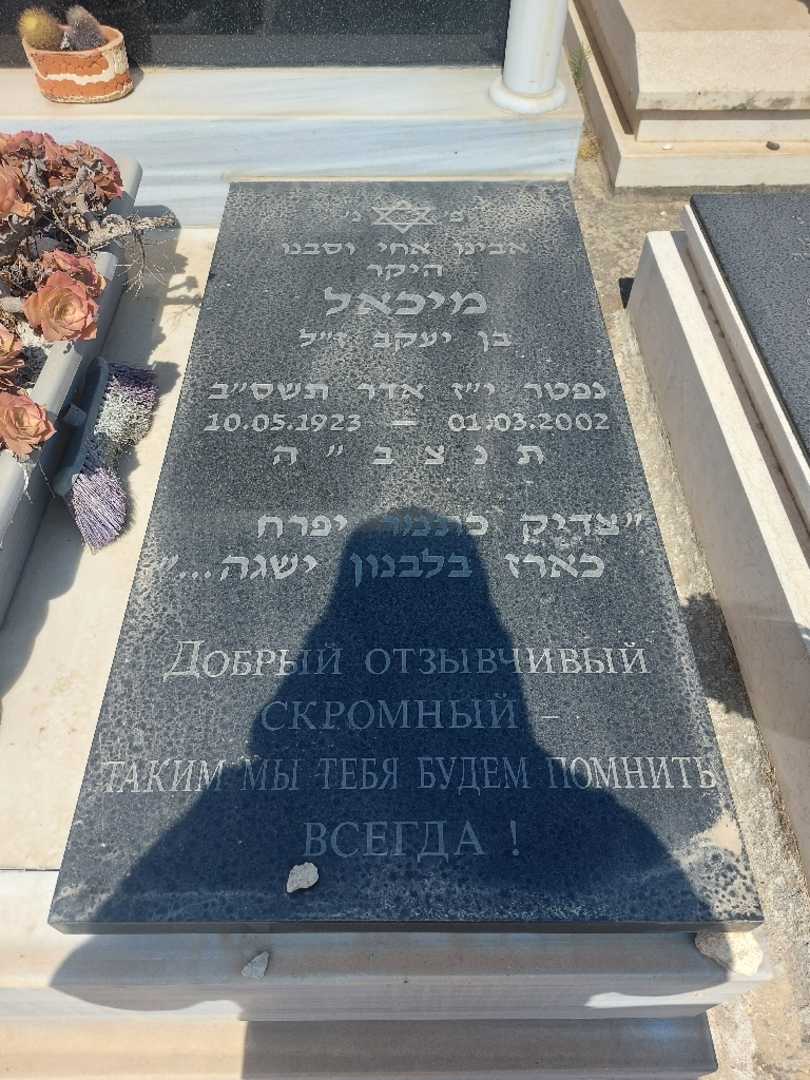 פ׳ נ׳
אבינו אחי וסבנו
היקר
מיכאל
בן יעקב ז״ל
נפטר י״ז אדר תשס״ב
10.05.1923 – 01.03.2002
ת נ צ ב ״ ה
״צדיק כתמר יפרח
כארז בלבנון ישגה...״
ДОБРЫЙ ОТЗЫВЧИВЫЙ
СКРОМНЫЙ –
ТАКИМ МЫ ТЕБЯ БУДЕМ ПОМНИТЬ
ВСЕГДА !